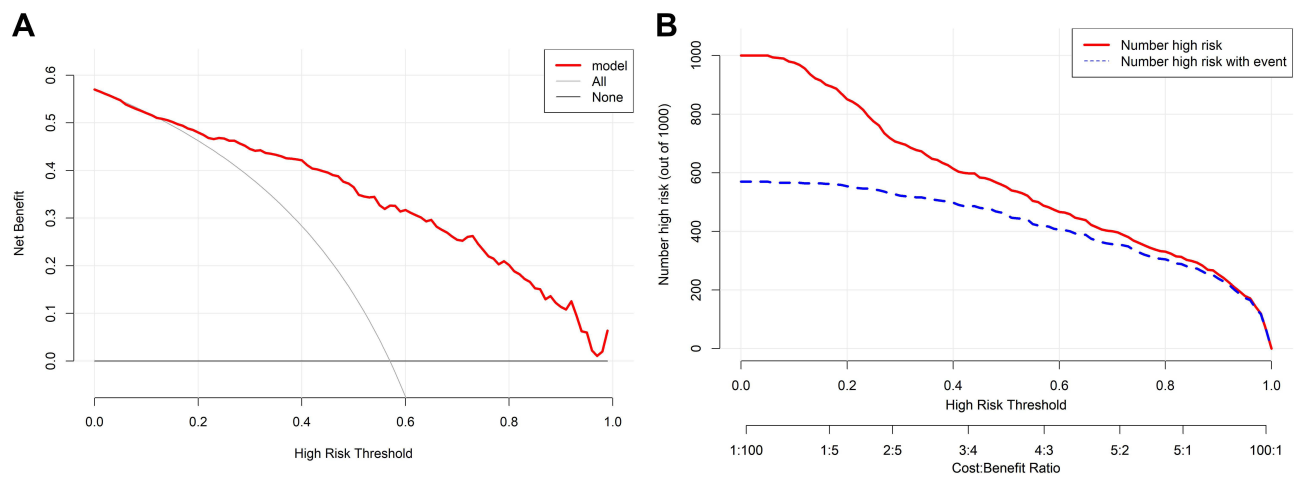 A
Net Benefit
0.6
0.5
0.4
0.3
0.2
0.1
0.0
model
All
None
0.0 0.2 0.4 0.6 0.8 1.0
High Risk Threshold
B
Number high risk (out of 1000)
1000
800
600
400
200
0
Number high risk
Number high risk with event
0.0 0.2 0.4 0.6 0.8 1.0
High Risk Threshold
1:100 1:5 2:5 3:4 4:3 5:2 5:1 100:1
Cost:Benefit Ratio